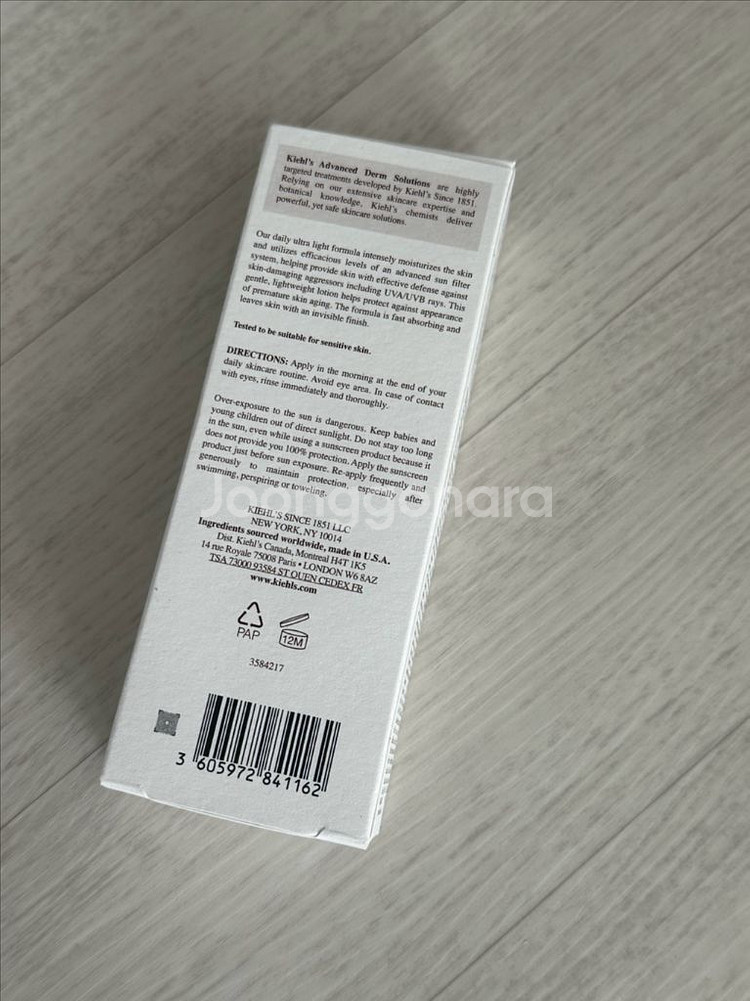 Kiehl's Advanced Derm Solutions are highly
targeted treatments developed by Kiehl's Since 1851.
Relying on our extensive skincare expertise and
botanical knowledge, Kiehl's chemists deliver
powerful, yet safe skincare solutions.
Our daily ultra light formula intensely moisturizes the skin
and utilizes efficacious levels of an advanced sun filter
system, helping provide skin with effective defense against
skin-damaging aggressors including UVA/UVB rays. This
gentle, lightweight lotion helps protect against appearance
of premature skin aging. The formula is fast absorbing and
leaves skin with an invisible finish.
Tested to be suitable for sensitive skin.
DIRECTIONS: Apply in the morning at the end of your
daily skincare routine. Avoid eye area. In case of contact
with eyes, rinse immediately and thoroughly.
Over-exposure to the sun is dangerous. Keep babies and
young children out of direct sunlight. Do not stay too long
in the sun, even while using a sunscreen product because it
does not provide you 100% protection. Apply the sunscreen
product just before sun exposure. Re-apply frequently and
generously to maintain protection, especially after
swimming, perspiring or toweling.
Joonggonara
KIEHL'S SINCE 1851 LLC
NEW YORK, NY 10014
Ingredients sourced worldwide, made in U.S.A.
Dist. Kiehl's Canada, Montreal H4T 1K5
14 rue Royale 75008 Paris • LONDON W6 8AZ
TSA 73000 93584 ST OUEN CEDEX FR
www.kiehls.com
PAP
12M
3584217
3 605972 841162